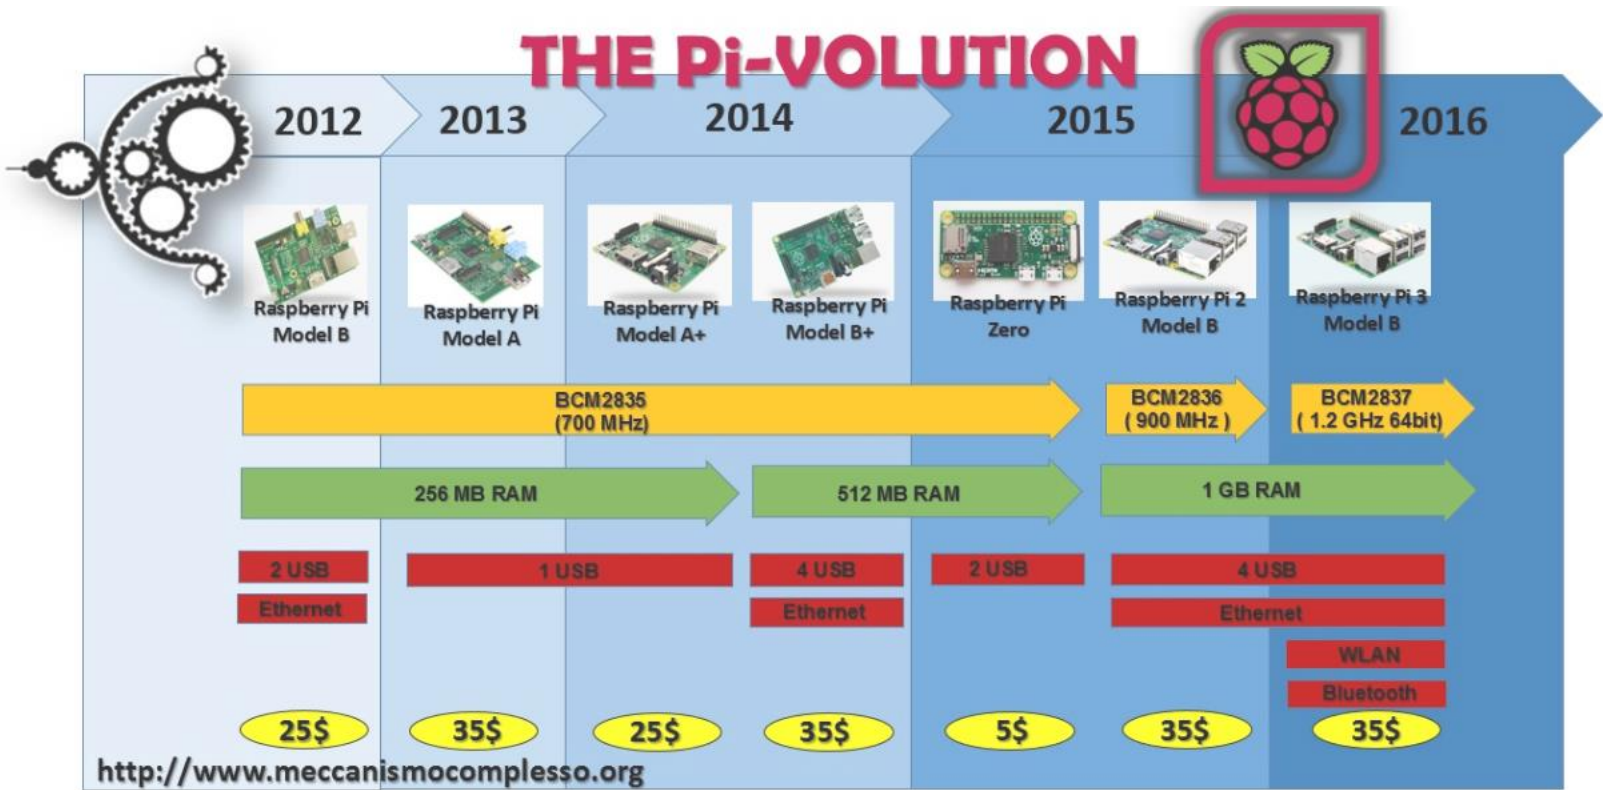 THE Pi-VOLUTION
2012
2013
2014
2015
2016
Raspberry Pi
Model B
Raspberry Pi
Model A
Raspberry Pi
Model A+
Raspberry Pi
Model B+
Raspberry Pi
Zero
Raspberry Pi 2
Model B
Raspberry Pi 3
Model B
BCM2835
(700 MHz)
BCM2836
( 900 MHz )
BCM2837
( 1.2 GHz 64bit)
256 MB RAM
512 MB RAM
1 GB RAM
2 USB
1 USB
4 USB
2 USB
4 USB
Ethernet
Ethernet
Ethernet
WLAN
Bluetooth
25$
35$
25$
35$
5$
35$
35$
http://www.meccanismocomplesso.org